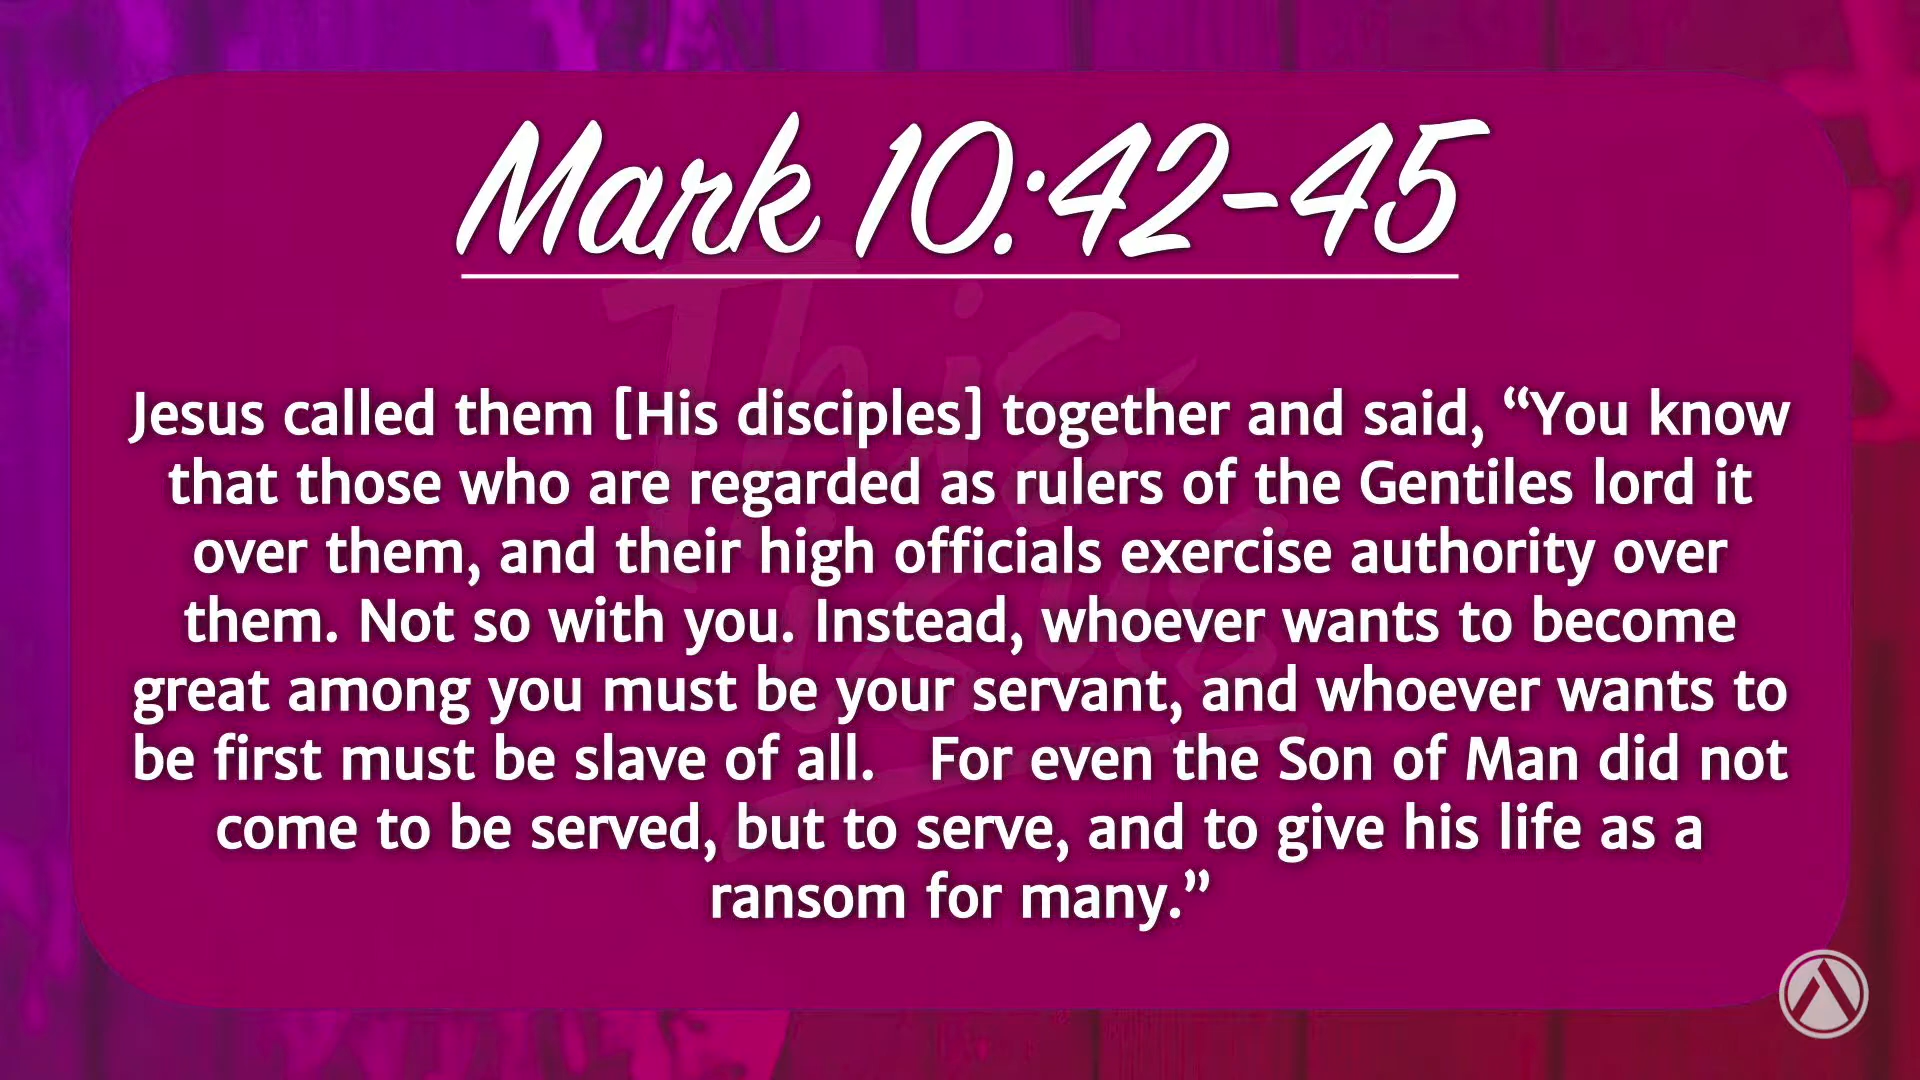 Mark 10:42-45
Jesus called them [His disciples] together and said, “You know
that those who are regarded as rulers of the Gentiles lord it
over them, and their high officials exercise authority over
them. Not so with you. Instead, whoever wants to become
great among you must be your servant, and whoever wants to
be first must be slave of all.   For even the Son of Man did not
come to be served, but to serve, and to give his life as a
ransom for many.”
This
is us